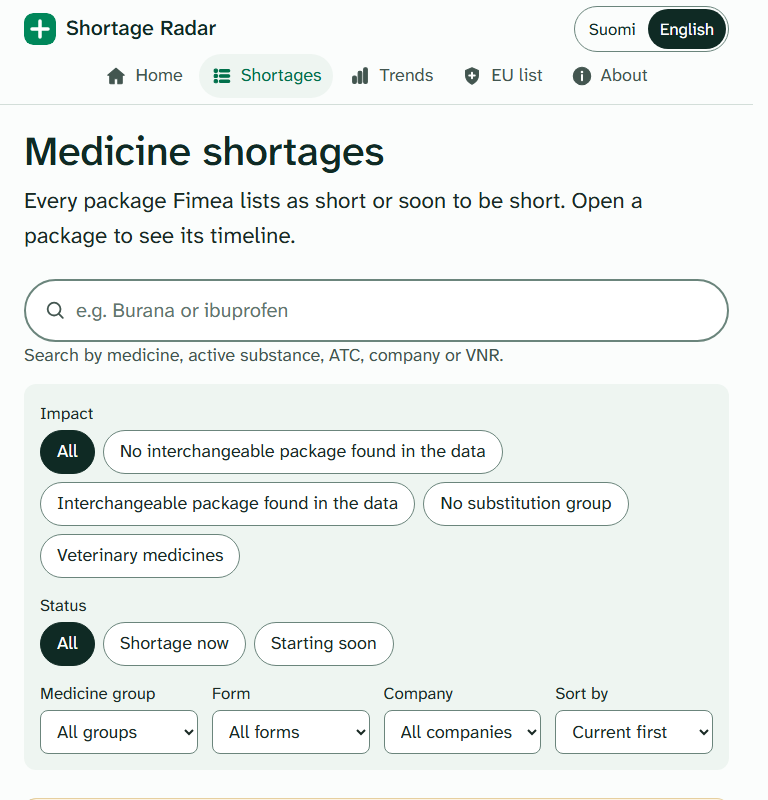 Shortage Radar
Suomi English
Home Shortages Trends EU list About
Medicine shortages
Every package Fimea lists as short or soon to be short. Open a
package to see its timeline.
e.g. Burana or ibuprofen
Search by medicine, active substance, ATC, company or VNR.
Impact
All No interchangeable package found in the data
Interchangeable package found in the data No substitution group
Veterinary medicines
Status
All Shortage now Starting soon
Medicine group Form Company Sort by
All groups All forms All companies Current first